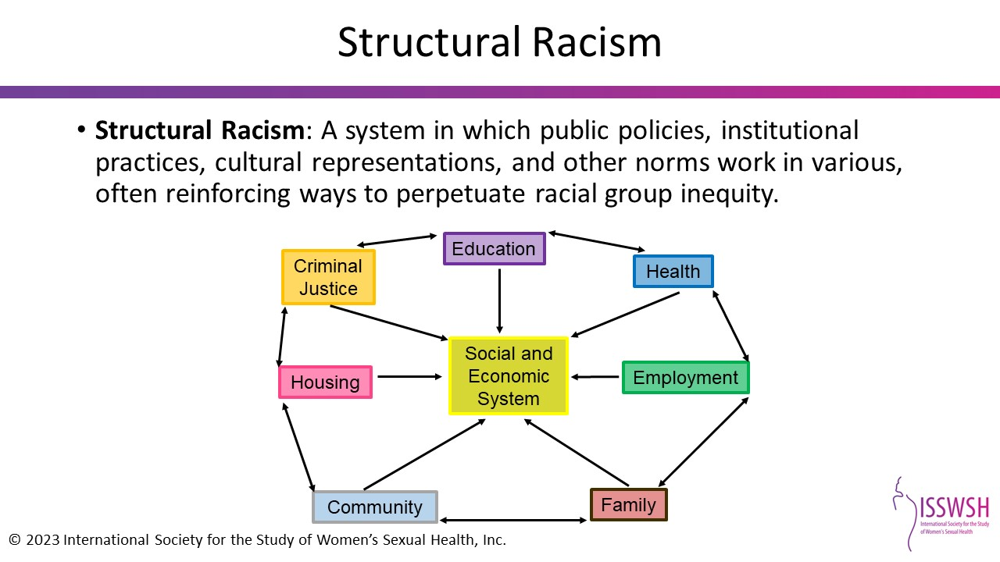 Structural Racism
• Structural Racism: A system in which public policies, institutional
practices, cultural representations, and other norms work in various,
often reinforcing ways to perpetuate racial group inequity.
Education
Criminal
Justice
Health
Social and
Economic
System
Housing
Employment
Community
Family
ISSWSH
International Society for the Study
of Women's Sexual Health
© 2023 International Society for the Study of Women’s Sexual Health, Inc.